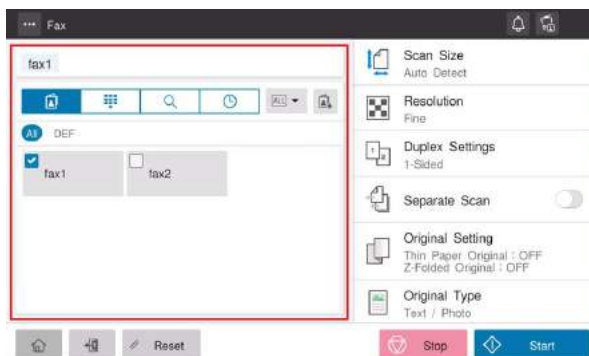 Fax
fax1
ALL
All DEF
fax1
fax2
Scan Size
Auto Detect
Resolution
Fine
Duplex Settings
1-Sided
Separate Scan
Original Setting
Thin Paper Original : OFF
Z-Folded Original : OFF
Original Type
Text / Photo
Reset
Stop
Start